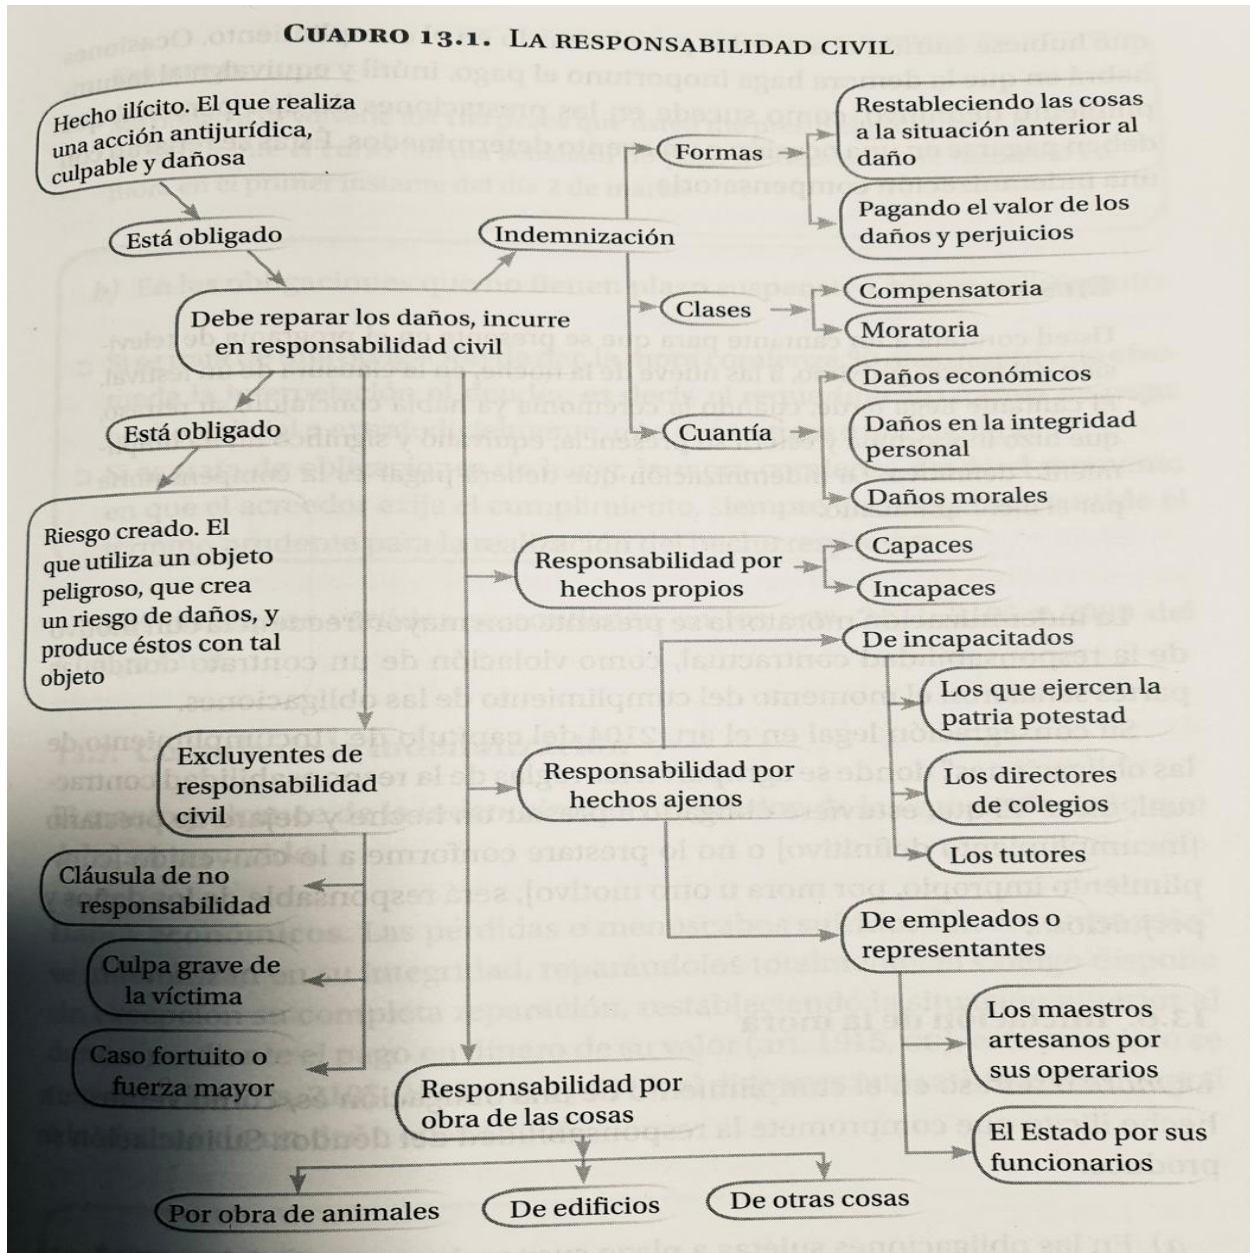 CUADRO 13.1. LA RESPONSABILIDAD CIVIL
Hecho ilícito. El que realiza
una acción antijurídica,
culpable y dañosa
Está obligado
Debe reparar los daños, incurre
en responsabilidad civil
Está obligado
Riesgo creado. El
que utiliza un objeto
peligroso, que crea
un riesgo de daños, y
produce éstos con tal
objeto
Indemnización
Formas
Restableciendo las cosas
a la situación anterior al
daño
Pagando el valor de los
daños y perjuicios
Clases
Compensatoria
Moratoria
Cuantía
Daños económicos
Daños en la integridad
personal
Daños morales
Responsabilidad por
hechos propios
Capaces
Incapaces
Responsabilidad por
hechos ajenos
De incapacitados
Los que ejercen la
patria potestad
Los directores
de colegios
Los tutores
De empleados o
representantes
Los maestros
artesanos por
sus operarios
El Estado por sus
funcionarios
Excluyentes de
responsabilidad
civil
Cláusula de no
responsabilidad
Culpa grave de
la víctima
Caso fortuito o
fuerza mayor
Responsabilidad por
obra de las cosas
Por obra de animales
De edificios
De otras cosas